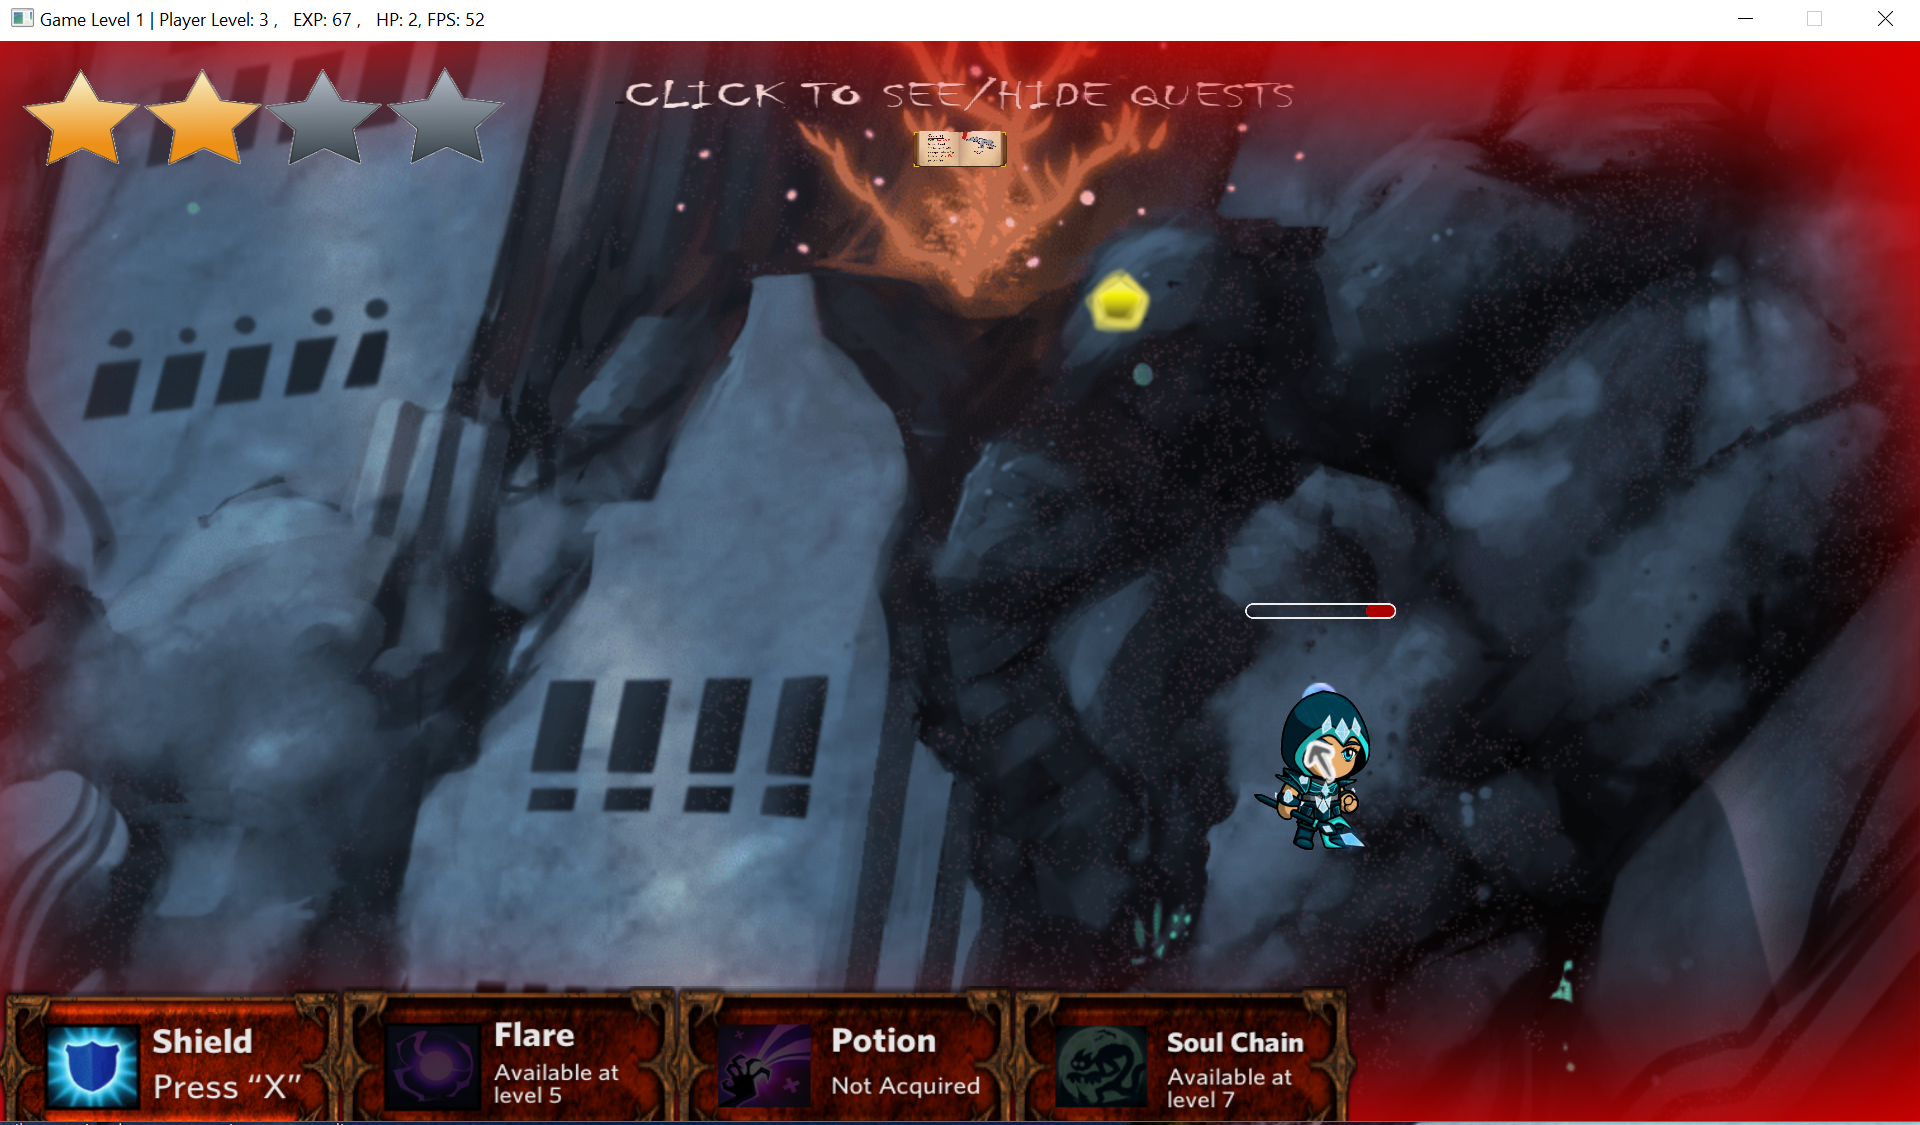 Game Level 1 | Player Level: 3 ,   EXP: 67 ,   HP: 2, FPS: 52
CLICK TO SEE/HIDE QUESTS
Shield
Press “X”
Flare
Available at
level 5
Potion
Not Acquired
Soul Chain
Available at
level 7